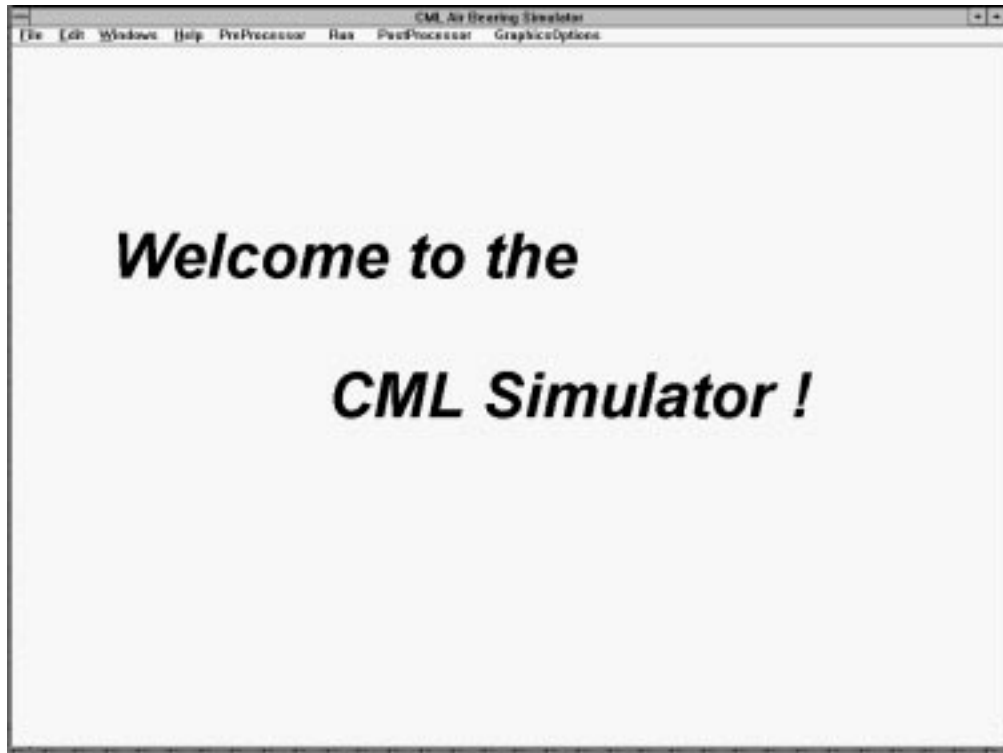 CML Air Bearing Simulator
File Edit Windows Help PreProcessor Run PostProcessor GraphicsOptions
Welcome to the
CML Simulator !